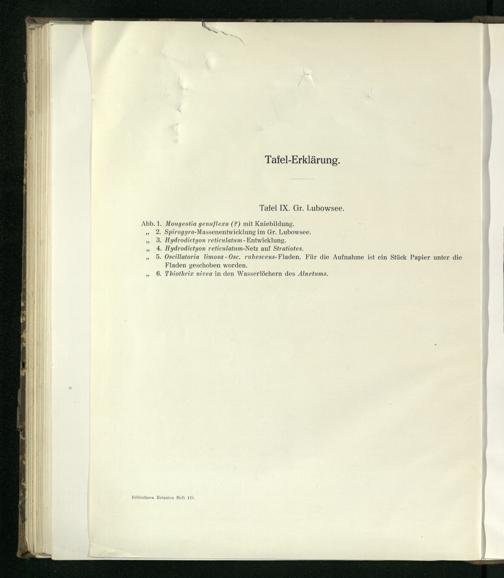 Tafel-Erklärung.
Tafel IX. Gr. Lubowsee.
Abb. 1. Mougeotia genuflexa (?) mit Kniebildung.
„ 2. Spirogyra-Massenentwicklung im Gr. Lubowsee.
„ 3. Hydrodictyon reticulatum-Entwicklung.
„ 4. Hydrodictyon reticulatum-Netz auf Stratiotes.
„ 5. Oscillatoria limosa-Osc. rubescens-Fladen. Für die Aufnahme ist ein Stück Papier unter die
Fladen geschoben worden.
„ 6. Thiothrix nivea in den Wasserlöchern des Alnetums.
Bibliotheca Botanica Heft